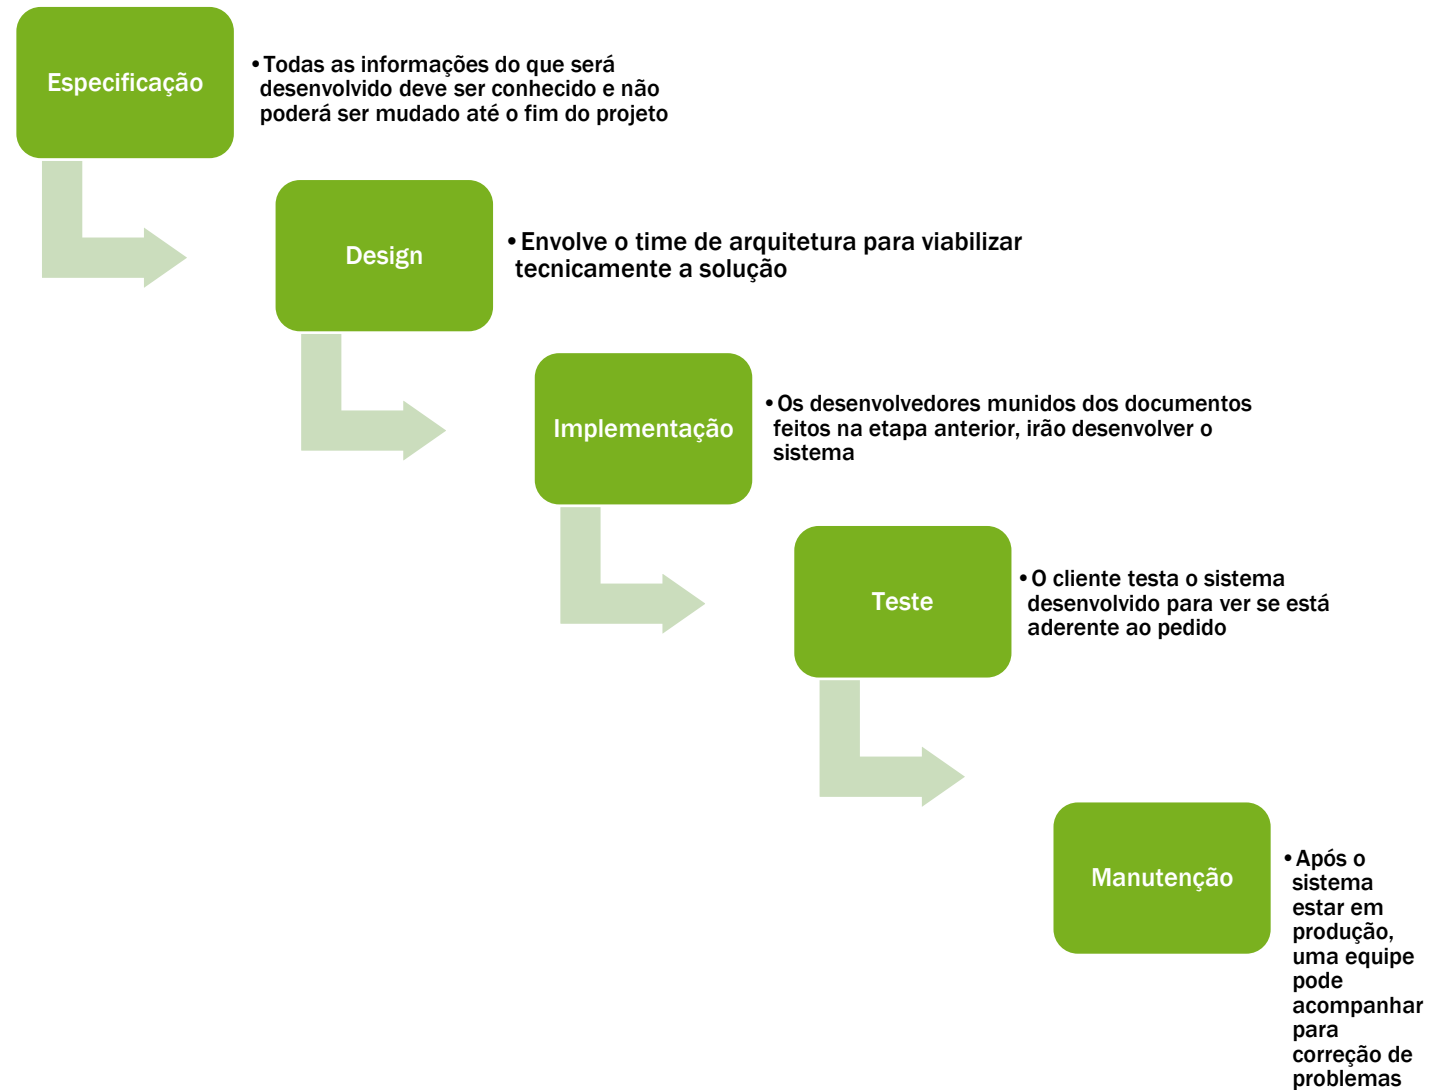 Especificação
•Todas as informações do que será
desenvolvido deve ser conhecido e não
poderá ser mudado até o fim do projeto
Design
•Envolve o time de arquitetura para viabilizar
tecnicamente a solução
Implementação
•Os desenvolvedores munidos dos documentos
feitos na etapa anterior, irão desenvolver o
sistema
Teste
•O cliente testa o sistema
desenvolvido para ver se está
aderente ao pedido
Manutenção
•Após o
sistema
estar em
produção,
uma equipe
pode
acompanhar
para
correção de
problemas